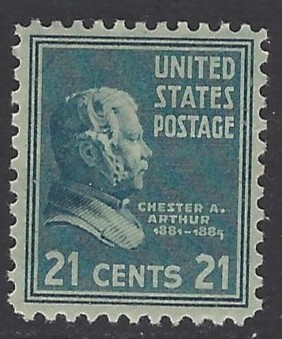 UNITED
STATES
POSTAGE
CHESTER A.
ARTHUR
1881-1885
21 CENTS 21